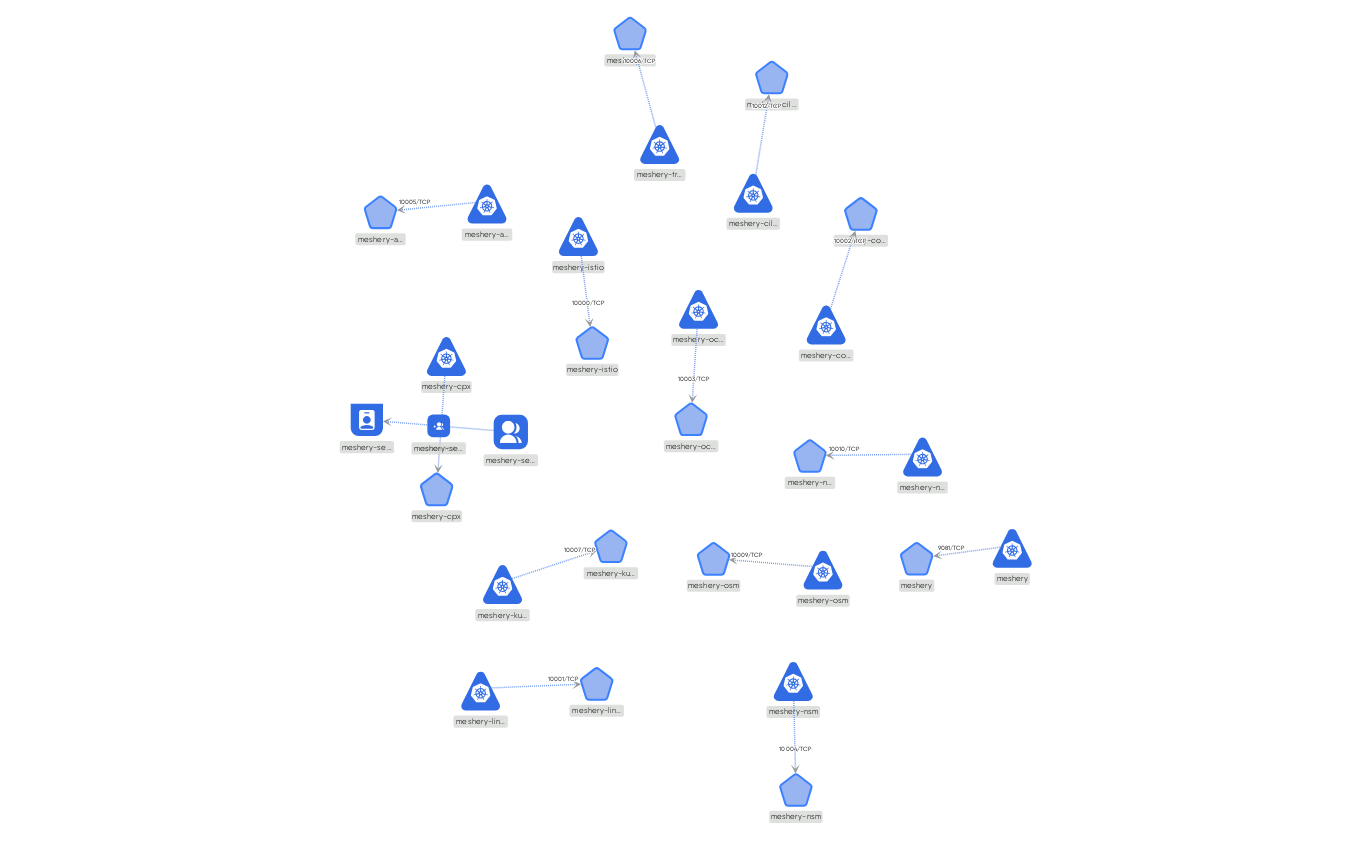 10006/TCP
meshery-tr...
10012/TCP
meshery-cil...
10005/TCP
meshery-a...
meshery-a...
meshery-istio
10000/TCP
meshery-istio
10002/TCP
-co...
meshery-co...
meshery-oc...
10003/TCP
meshery-oc...
meshery-cpx
meshery-se...
meshery-se...
meshery-se...
meshery-cpx
10010/TCP
meshery-n...
meshery-n...
10007/TCP
meshery-ku...
meshery-ku...
10009/TCP
meshery-osm
meshery-osm
9081/TCP
meshery
meshery
10001/TCP
meshery-lin...
meshery-lin...
meshery-nsm
10004/TCP
meshery-nsm